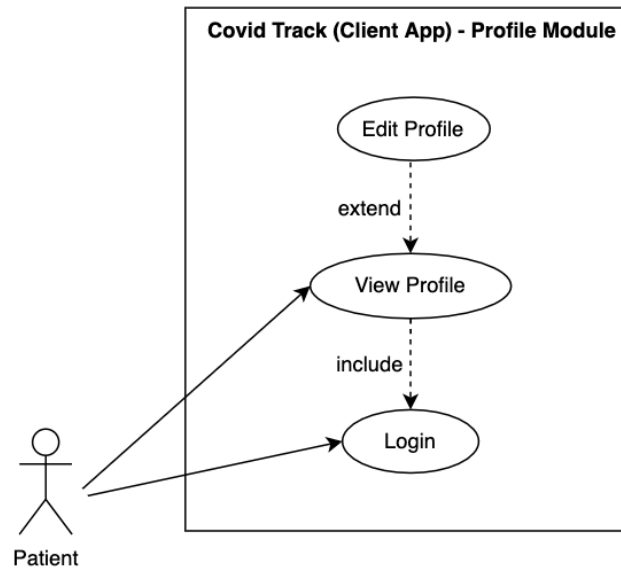 Covid Track (Client App) - Profile Module
Edit Profile
extend
View Profile
include
Login
Patient